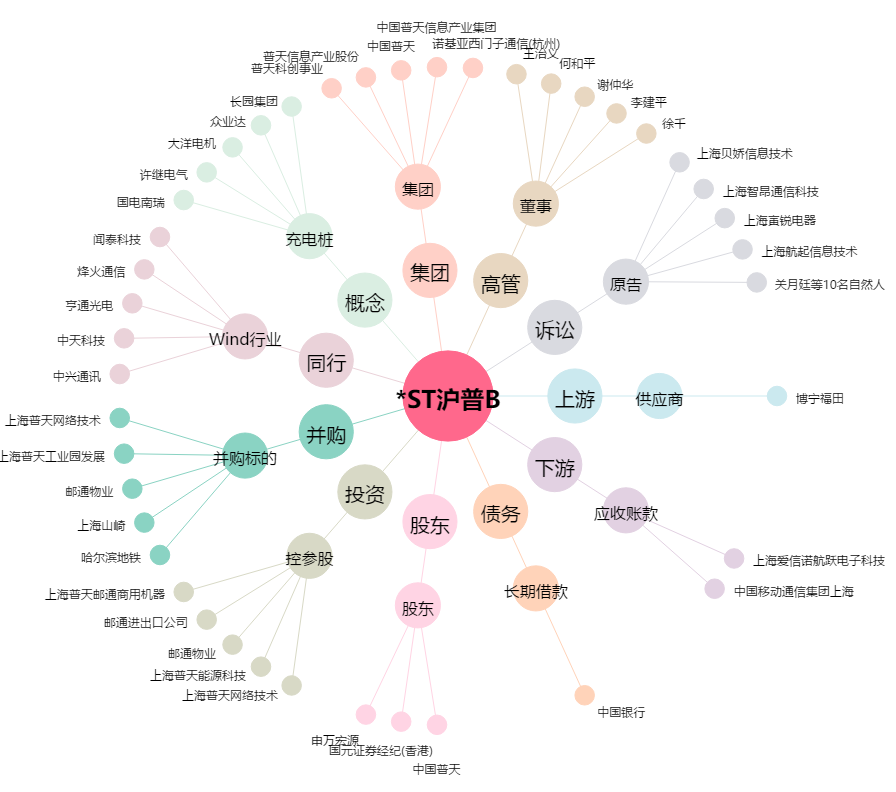 中国普天信息产业集团
诺基亚西门子通信(杭州)
中国普天
普天信息产业股份
普天科创事业
王治义
何和平
谢仲华
李建平
徐千
长园集团
众业达
大洋电机
许继电气
国电南瑞
集团
董事
充电桩
集团
高管
概念
上海贝娇信息技术
上海智昂通信科技
上海寅锐电器
上海航起信息技术
关月廷等10名自然人
原告
诉讼
闻泰科技
烽火通信
亨通光电
中天科技
中兴通讯
Wind行业
同行
*ST沪普B
上游
供应商
博宁福田
上海普天网络技术
上海普天工业园发展
邮通物业
上海山崎
哈尔滨地铁
并购标的
并购
下游
应收账款
上海爱信诺航跃电子科技
中国移动通信集团上海
投资
股东
债务
控参股
股东
长期借款
上海普天邮通商用机器
邮通进出口公司
邮通物业
上海普天能源科技
上海普天网络技术
申万宏源
国元证券经纪(香港)
中国普天
中国银行